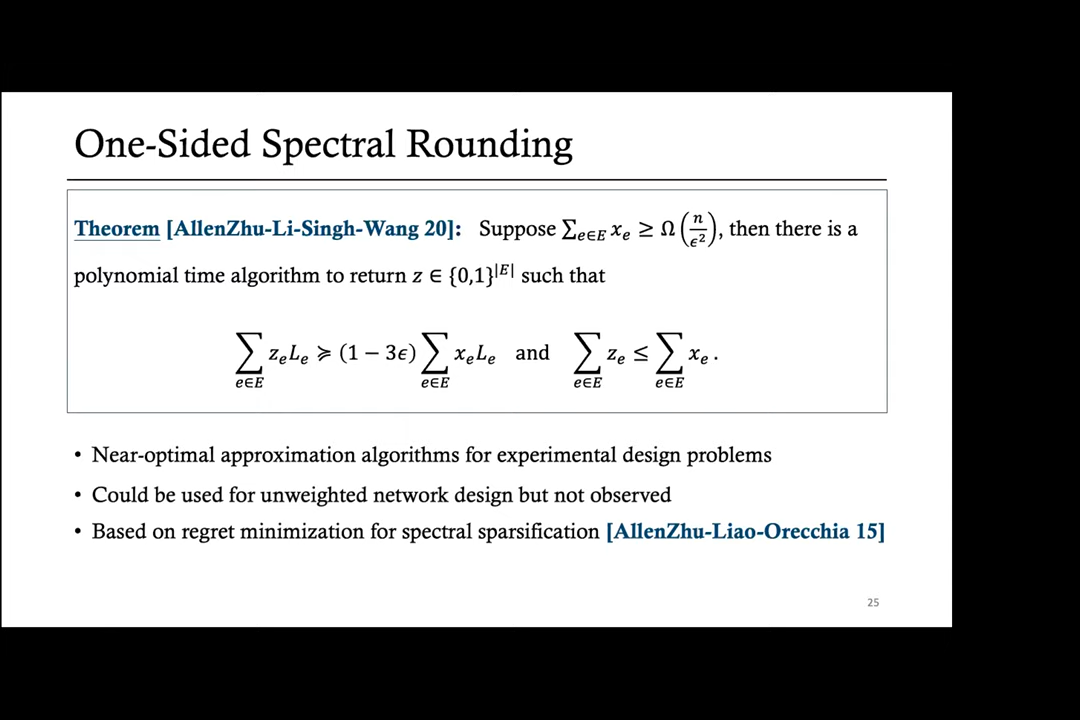 One-Sided Spectral Rounding
Theorem [AllenZhu-Li-Singh-Wang 20]: Suppose ∑_{e∈E} x_e ≥ Ω(n/ϵ²), then there is a
polynomial time algorithm to return z ∈ {0,1}^{|E|} such that
∑_{e∈E} z_e L_e ≽ (1 − 3ϵ) ∑_{e∈E} x_e L_e and ∑_{e∈E} z_e ≤ ∑_{e∈E} x_e .
• Near-optimal approximation algorithms for experimental design problems
• Could be used for unweighted network design but not observed
• Based on regret minimization for spectral sparsification [AllenZhu-Liao-Orecchia 15]
25